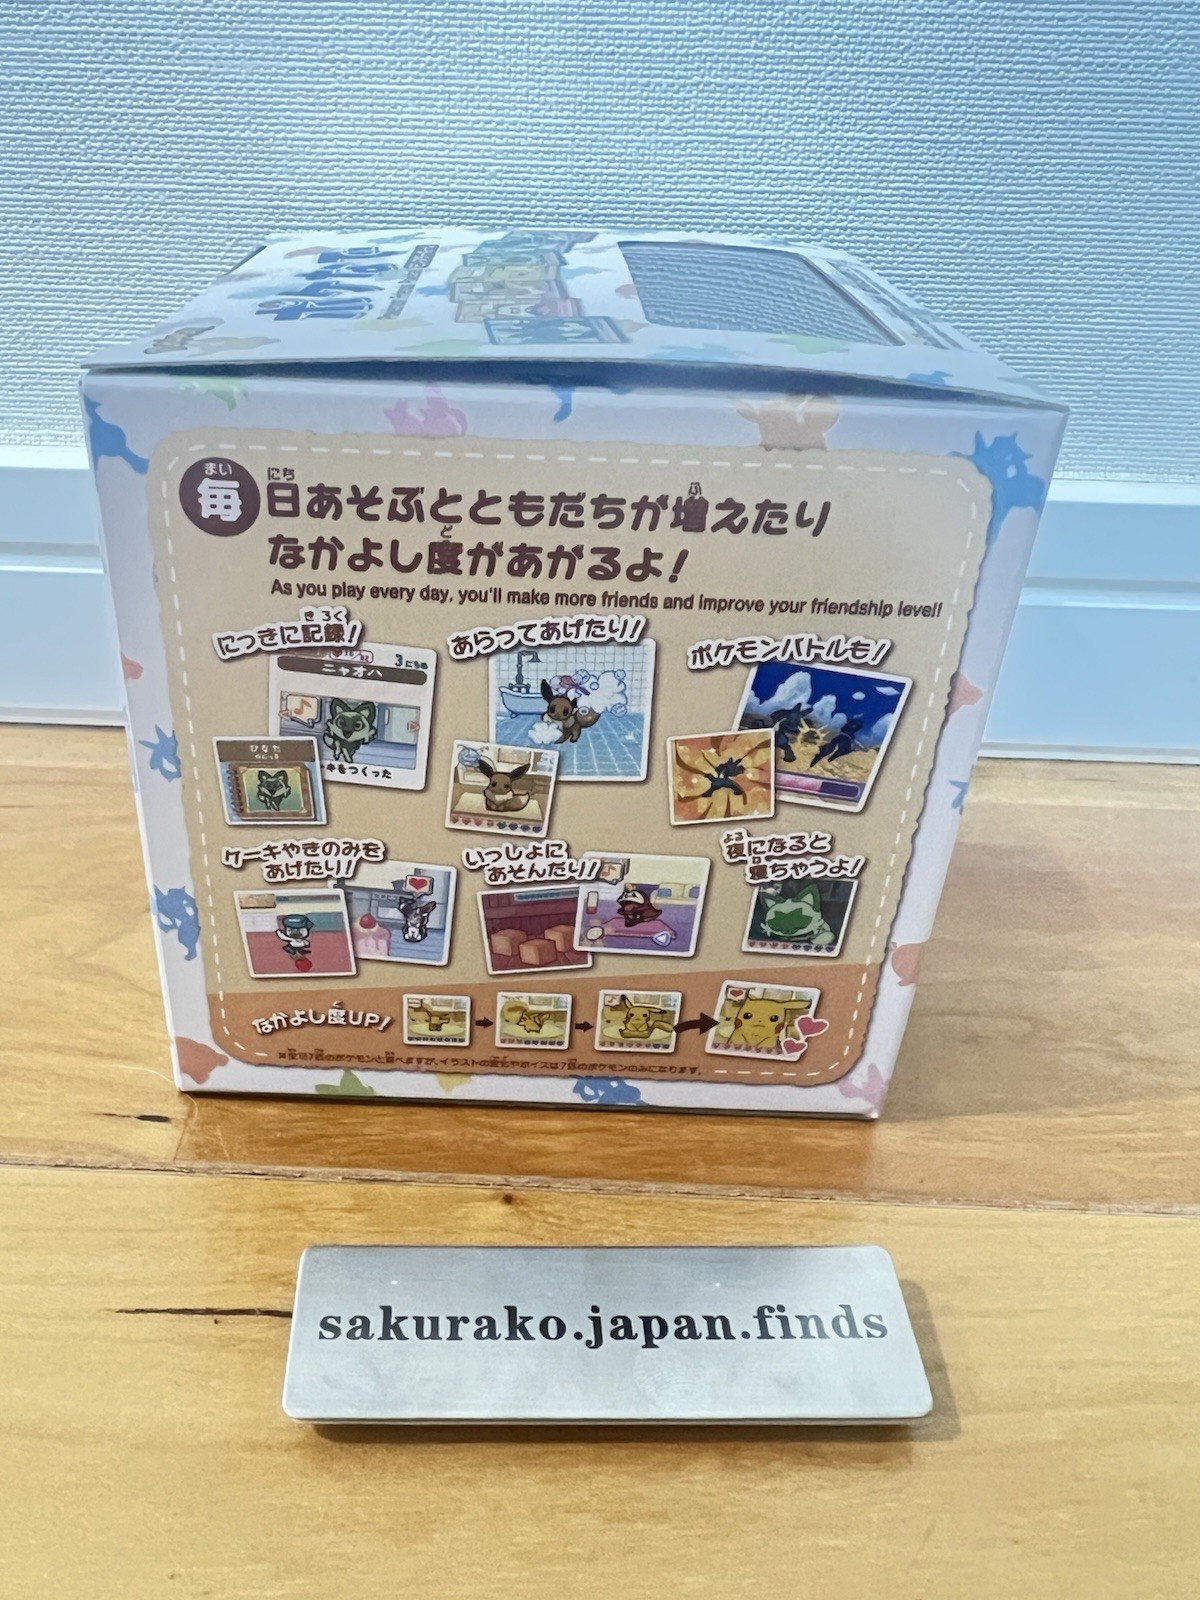 毎日あそぶとともだちが増えたり
なかよし度があがるよ!
As you play every day, you'll make more friends and improve your friendship level!
にっきに記録!
あらってあげたり!
ポケモンバトルも!
3にちめ
ニャオハ
ひなた
ケーキやきのみを
あげたり!
いっしょに
あそんだり!
夜になると
寝ちゃうよ!
なかよし度UP!
sakurako.japan.finds